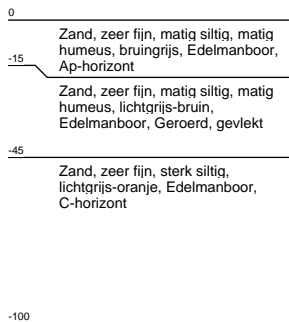 0
Zand, zeer fijn, matig siltig, matig
humeus, bruingrijs, Edelmanboor,
Ap-horizont
-15
Zand, zeer fijn, matig siltig, matig
humeus, lichtgrijs-bruin,
Edelmanboor, Geroerd, gevlekt
-45
Zand, zeer fijn, sterk siltig,
lichtgrijs-oranje, Edelmanboor,
C-horizont
-100